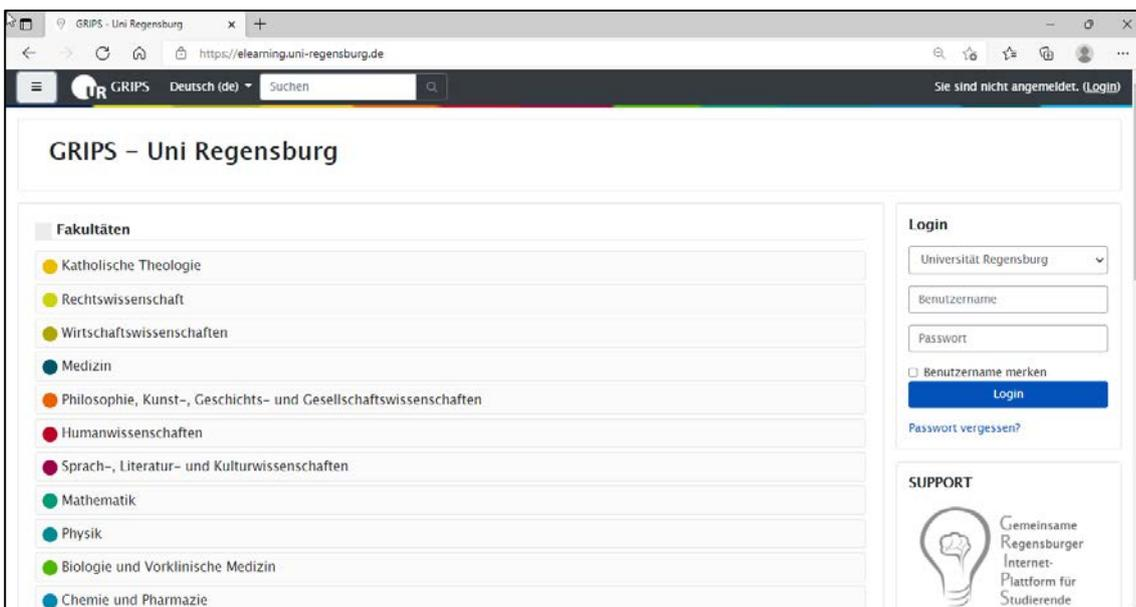 GRIPS - Uni Regensburg
https://elearning.uni-regensburg.de
UR GRIPS Deutsch (de) Suchen Sie sind nicht angemeldet. (Login)
GRIPS – Uni Regensburg
Fakultäten
Katholische Theologie
Rechtswissenschaft
Wirtschaftswissenschaften
Medizin
Philosophie, Kunst-, Geschichts- und Gesellschaftswissenschaften
Humanwissenschaften
Sprach-, Literatur- und Kulturwissenschaften
Mathematik
Physik
Biologie und Vorklinische Medizin
Chemie und Pharmazie
Login
Universität Regensburg
Benutzername
Passwort
Benutzername merken
Login
Passwort vergessen?
SUPPORT
Gemeinsame
Regensburger
Internet-
Plattform für
Studierende